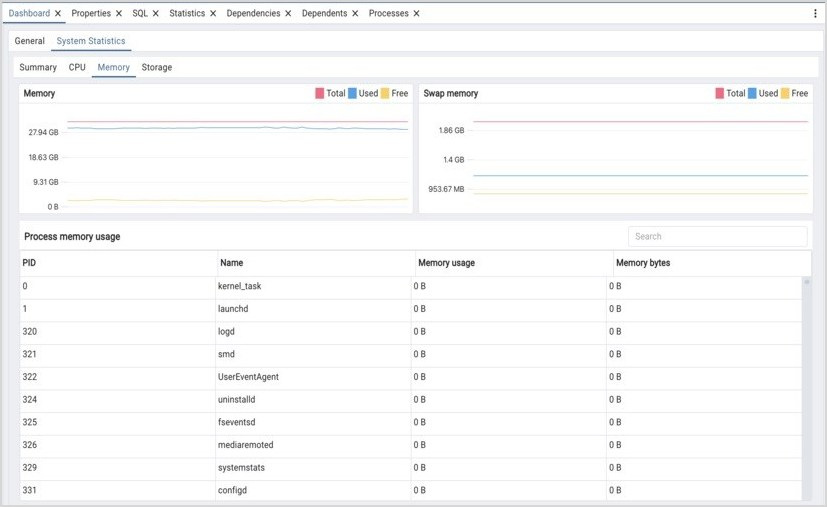 Dashboard Properties SQL Statistics Dependencies Dependents Processes
General System Statistics
Summary CPU Memory Storage
Memory Total Used Free
27.94 GB
18.63 GB
9.31 GB
0 B
Swap memory Total Used Free
1.86 GB
1.4 GB
953.67 MB
Process memory usage Search
PID Name Memory usage Memory bytes
0 kernel_task 0 B 0 B
1 launchd 0 B 0 B
320 logd 0 B 0 B
321 smd 0 B 0 B
322 UserEventAgent 0 B 0 B
324 uninstalld 0 B 0 B
325 fseventsd 0 B 0 B
326 mediaremoted 0 B 0 B
329 systemstats 0 B 0 B
331 configd 0 B 0 B